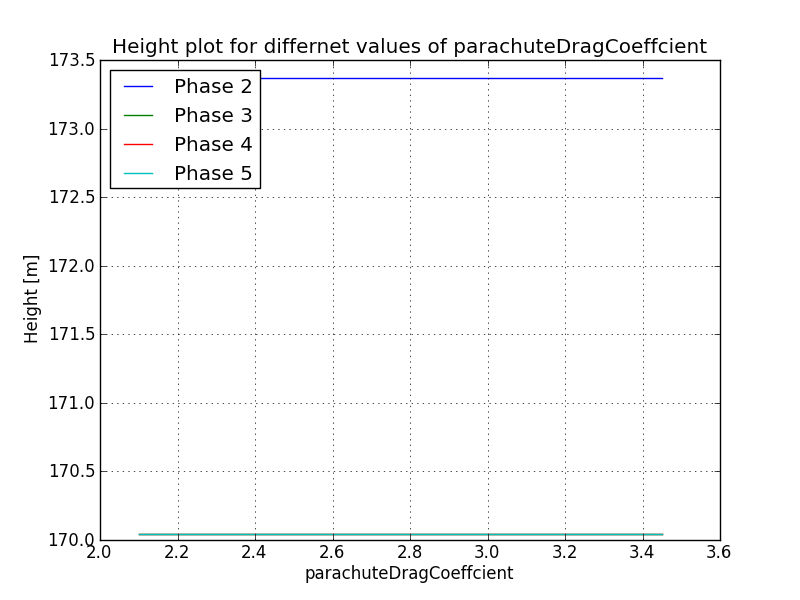 Height plot for differnet values of parachuteDragCoeffcient
173.5
173.0
172.5
172.0
171.5
171.0
170.5
170.0
Height [m]
Phase 2
Phase 3
Phase 4
Phase 5
2.0 2.2 2.4 2.6 2.8 3.0 3.2 3.4 3.6
parachuteDragCoeffcient